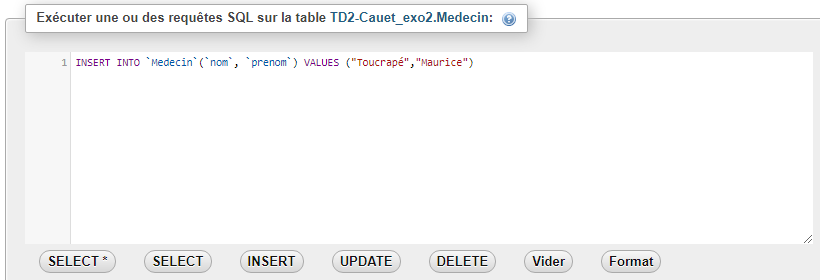 Exécuter une ou des requêtes SQL sur la table TD2-Cauet_exo2.Medecin:
1 INSERT INTO `Medecin`(`nom`, `prenom`) VALUES ("Toucrapé","Maurice")
SELECT * SELECT INSERT UPDATE DELETE Vider Format